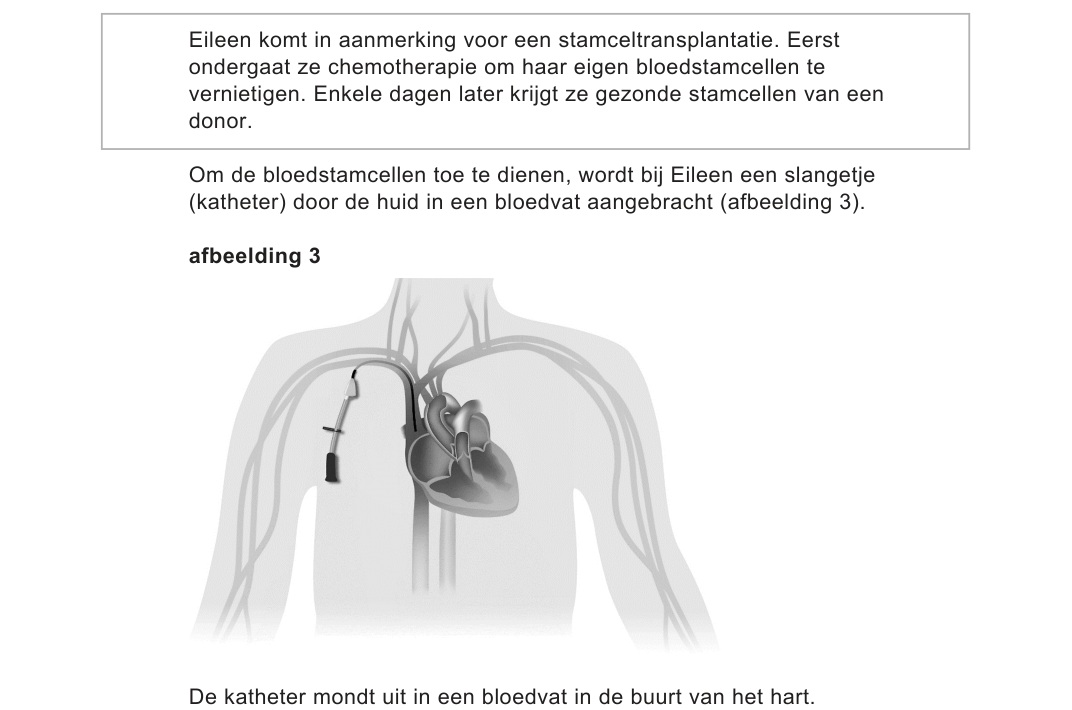 Eileen komt in aanmerking voor een stamceltransplantatie. Eerst
ondergaat ze chemotherapie om haar eigen bloedstamcellen te
vernietigen. Enkele dagen later krijgt ze gezonde stamcellen van een
donor.
Om de bloedstamcellen toe te dienen, wordt bij Eileen een slangetje
(katheter) door de huid in een bloedvat aangebracht (afbeelding 3).
afbeelding 3
De katheter mondt uit in een bloedvat in de buurt van het hart.